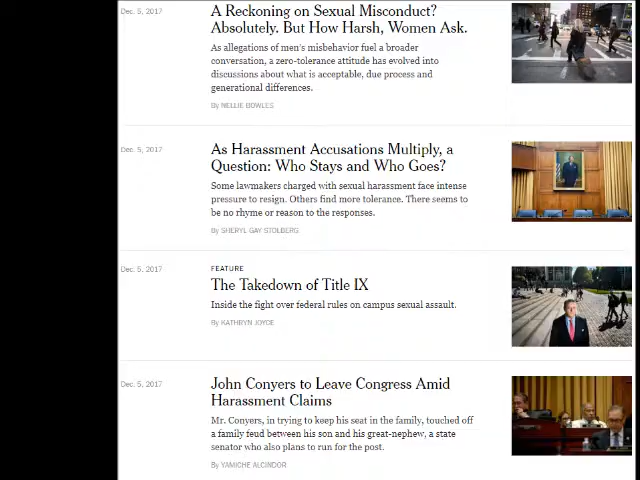 Dec. 5, 2017
A Reckoning on Sexual Misconduct?
Absolutely. But How Harsh, Women Ask.
As allegations of men's misbehavior fuel a broader
conversation, a zero-tolerance attitude has evolved into
discussions about what is acceptable, due process and
generational differences.
By NELLIE BOWLES
Dec. 5, 2017
As Harassment Accusations Multiply, a
Question: Who Stays and Who Goes?
Some lawmakers charged with sexual harassment face intense
pressure to resign. Others find more tolerance. There seems to
be no rhyme or reason to the responses.
By SHERYL GAY STOLBERG
Dec. 5, 2017
FEATURE
The Takedown of Title IX
Inside the fight over federal rules on campus sexual assault.
By KATHRYN JOYCE
Dec. 5, 2017
John Conyers to Leave Congress Amid
Harassment Claims
Mr. Conyers, in trying to keep his seat in the family, touched off
a family feud between his son and his great-nephew, a state
senator who also plans to run for the post.
By YAMICHE ALCINDOR